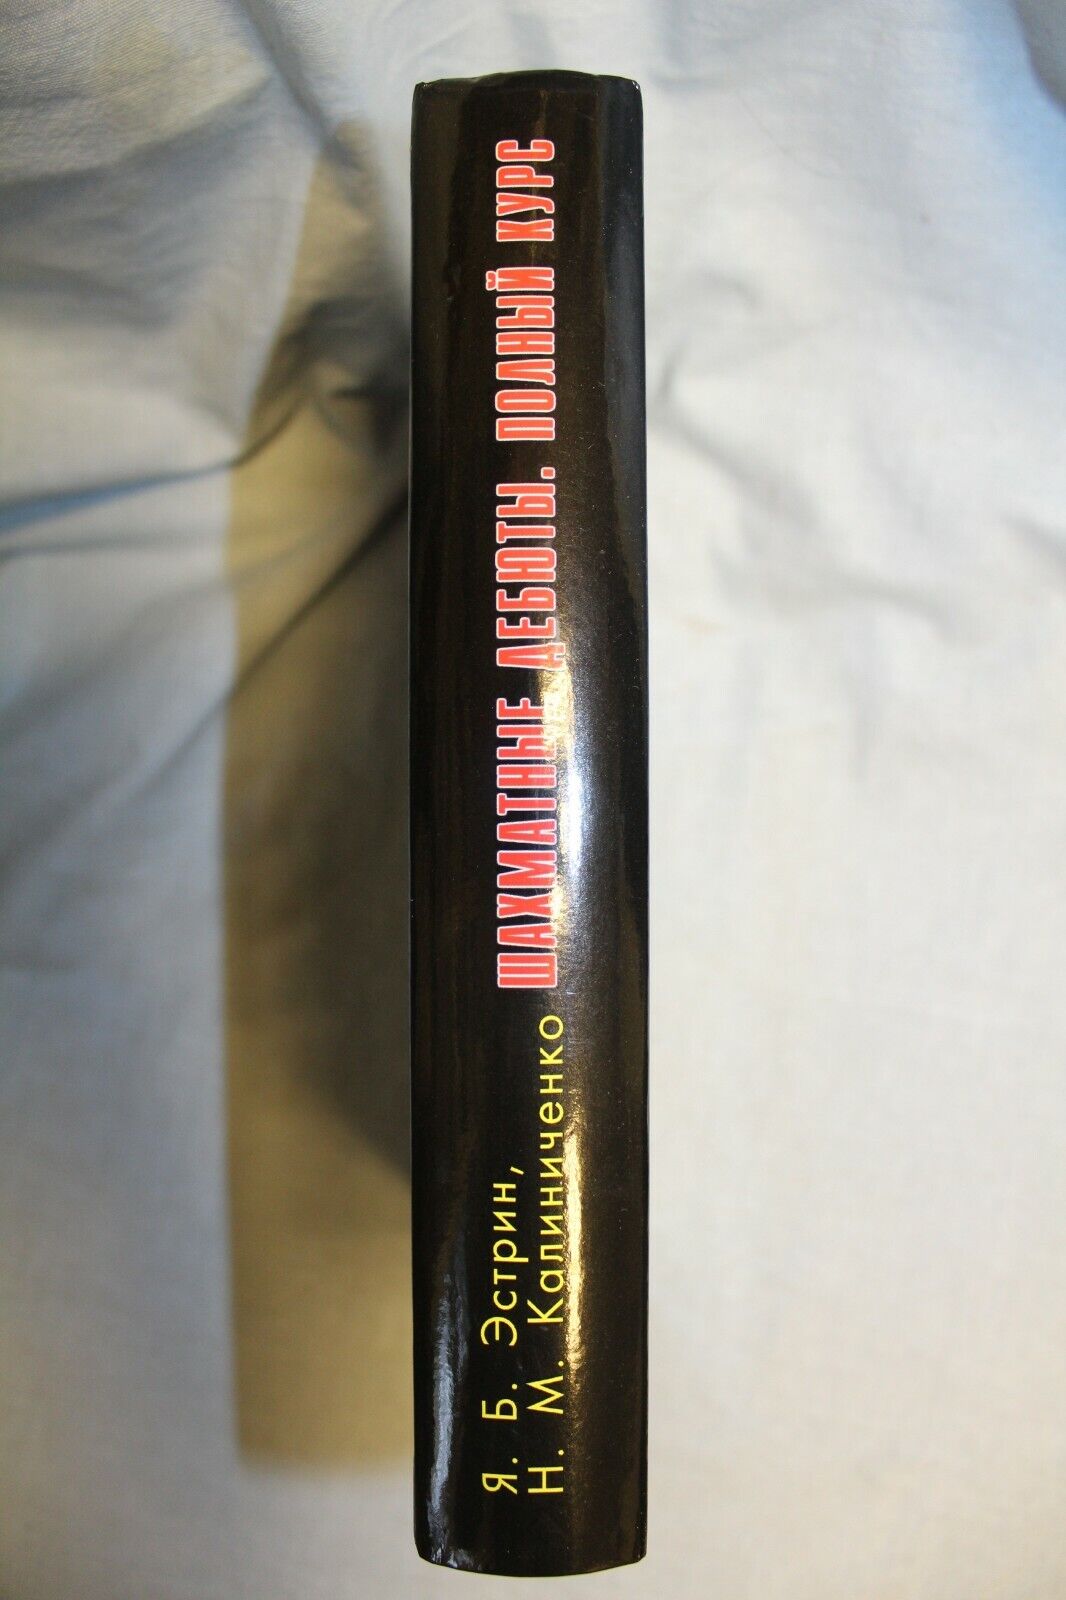 Я. Б. Эстрин,
Н. М. Калиниченко
ШАХМАТНЫЕ ДЕБЮТЫ. ПОЛНЫЙ КУРС